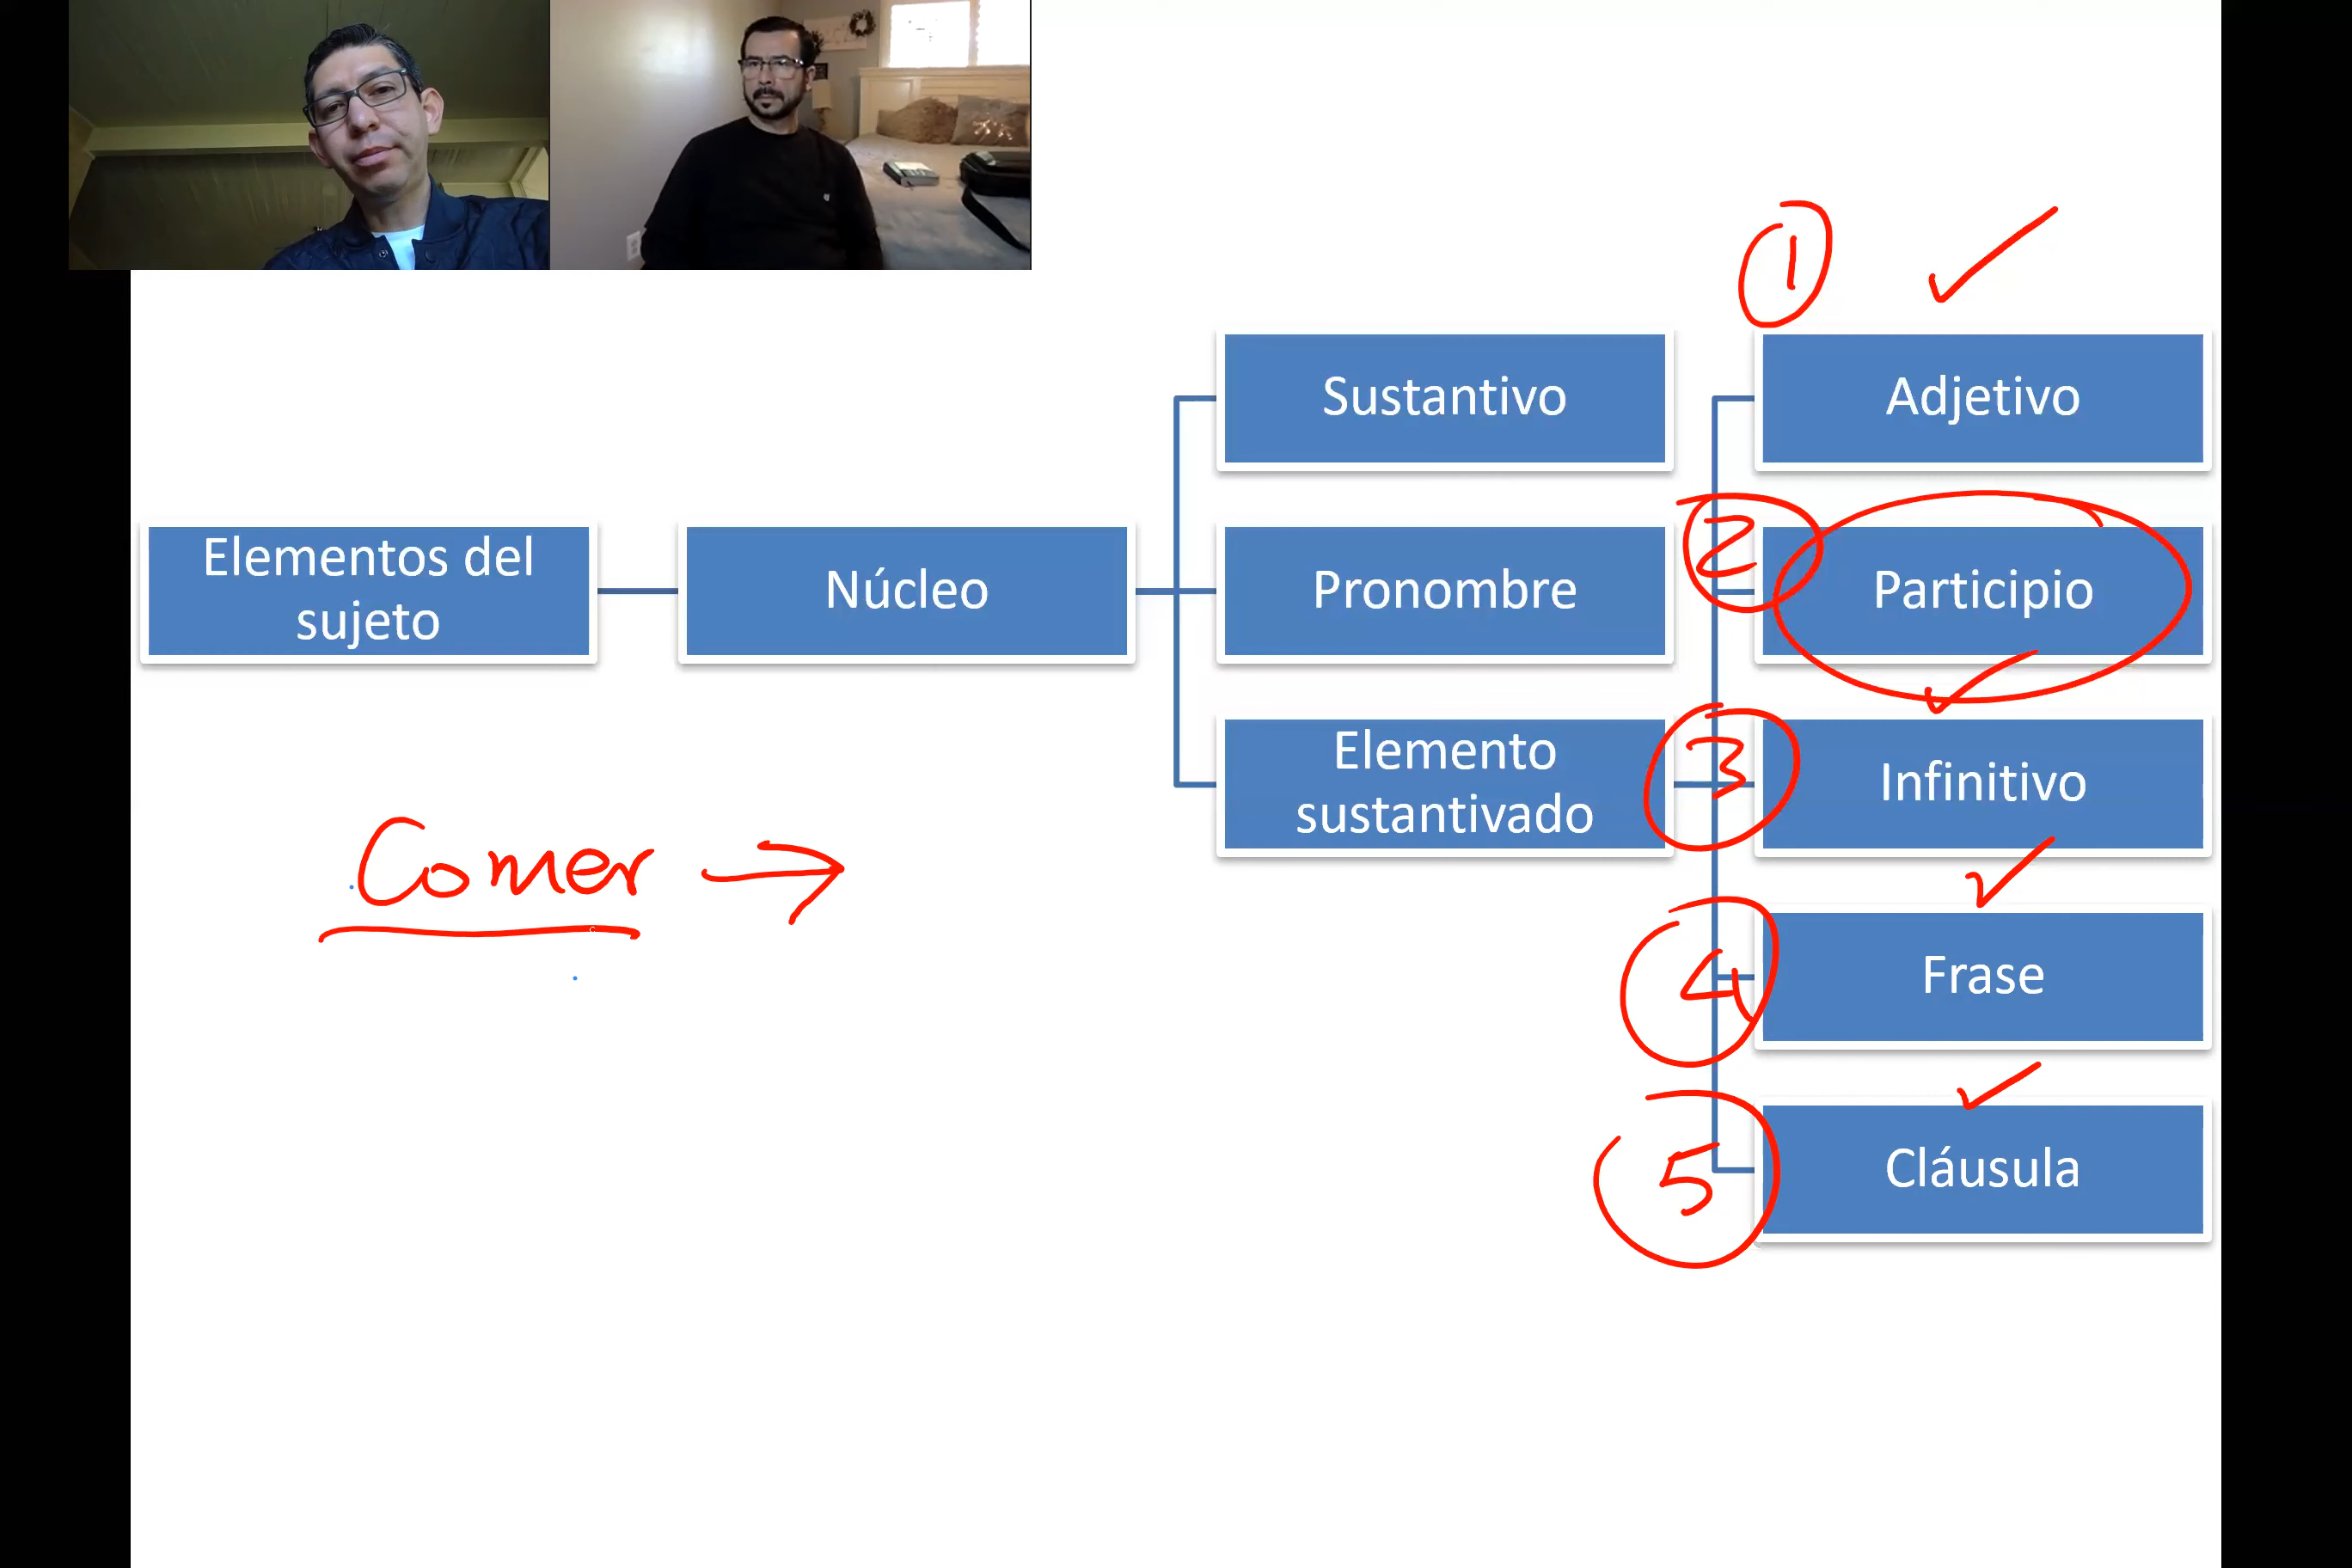 1
Sustantivo
Adjetivo
2
Elementos del
sujeto
Núcleo
Pronombre
Participio
3
Elemento
sustantivado
Infinitivo
Comer
4
Frase
5
Cláusula